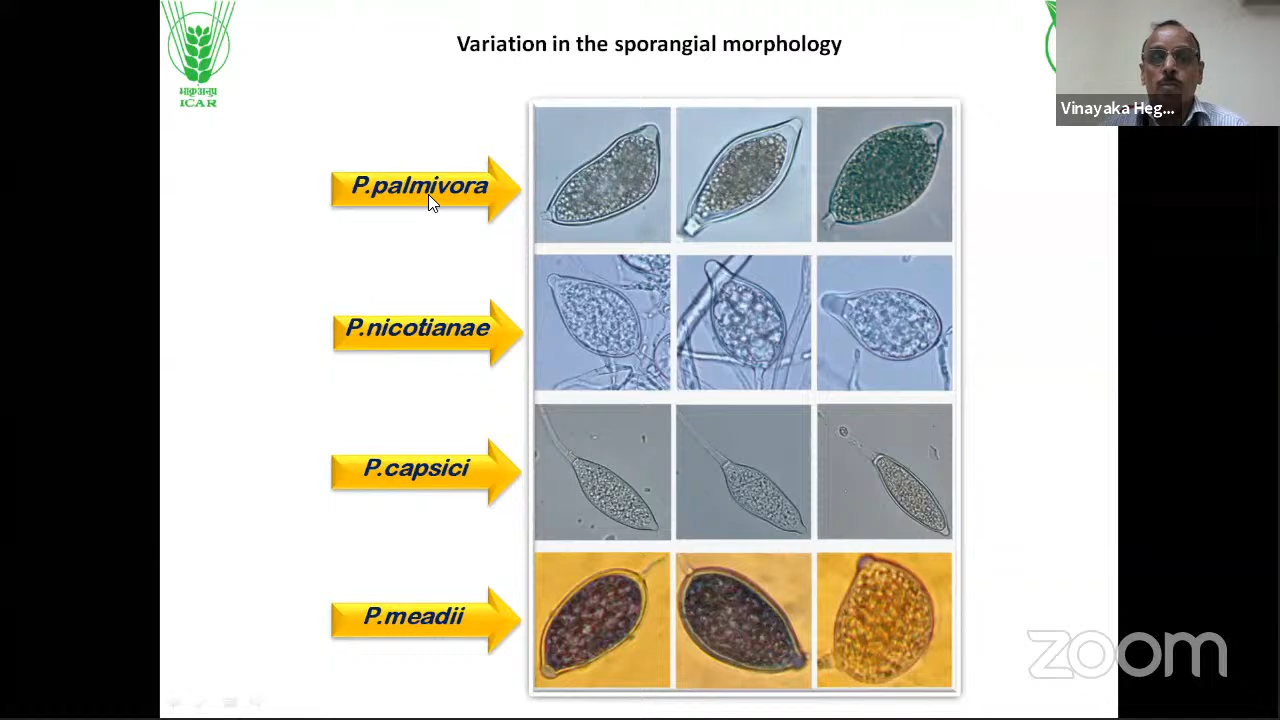 Variation in the sporangial morphology
ICAR
Vinayaka Heg...
P.palmivora
P.nicotianae
P.capsici
P.meadii
zoom